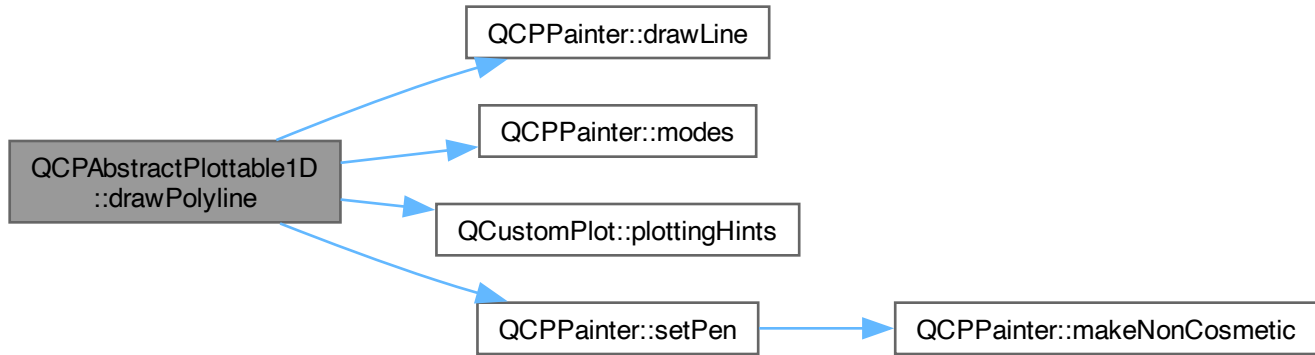 QCPPainter::drawLine
QCPPainter::modes
QCPAbstractPlottable1D
::drawPolyline
QCustomPlot::plottingHints
QCPPainter::setPen
QCPPainter::makeNonCosmetic